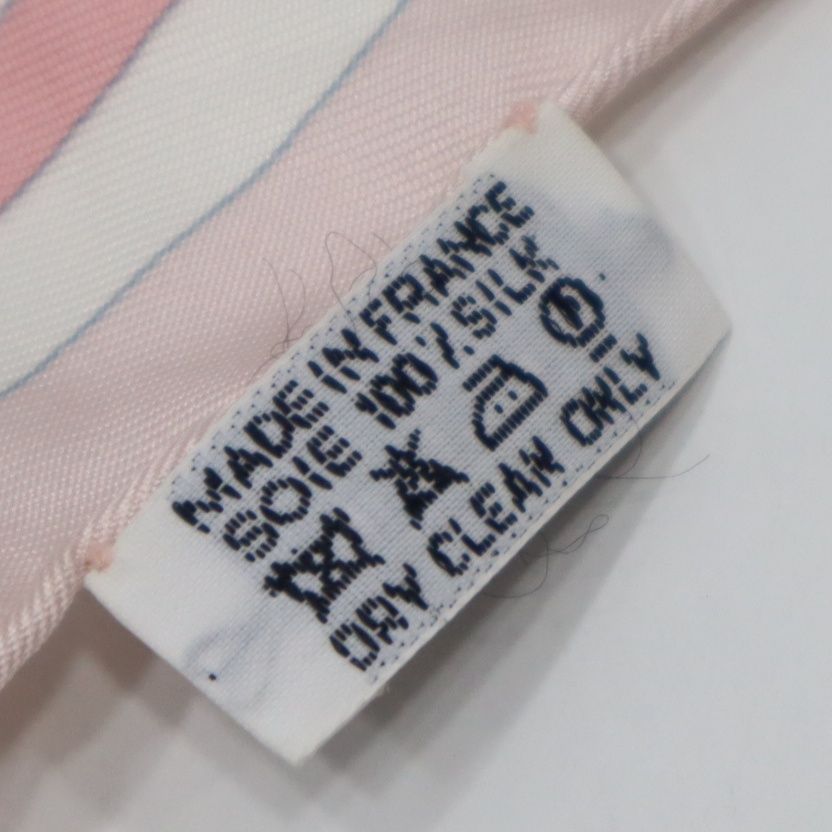 MADE IN FRANCE
SOIE 100% SILK
DRY CLEAN ONLY